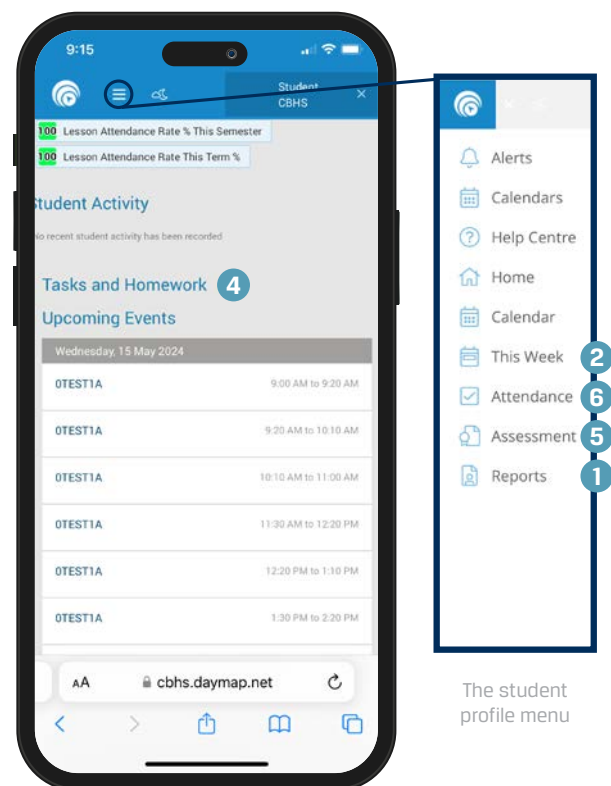 9:15
Student
CBHS
×
100 Lesson Attendance Rate % This Semester
100 Lesson Attendance Rate This Term %
Student Activity
No recent student activity has been recorded
Tasks and Homework 4
Upcoming Events
Wednesday, 15 May 2024
0TEST1A 9:00 AM to 9:20 AM
0TEST1A 9:20 AM to 10:10 AM
0TEST1A 10:10 AM to 11:00 AM
0TEST1A 11:30 AM to 12:20 PM
0TEST1A 12:20 PM to 1:10 PM
0TEST1A 1:30 PM to 2:20 PM
AA cbhs.daymap.net
Alerts
Calendars
Help Centre
Home
Calendar
This Week 2
Attendance 6
Assessment 5
Reports 1
The student
profile menu